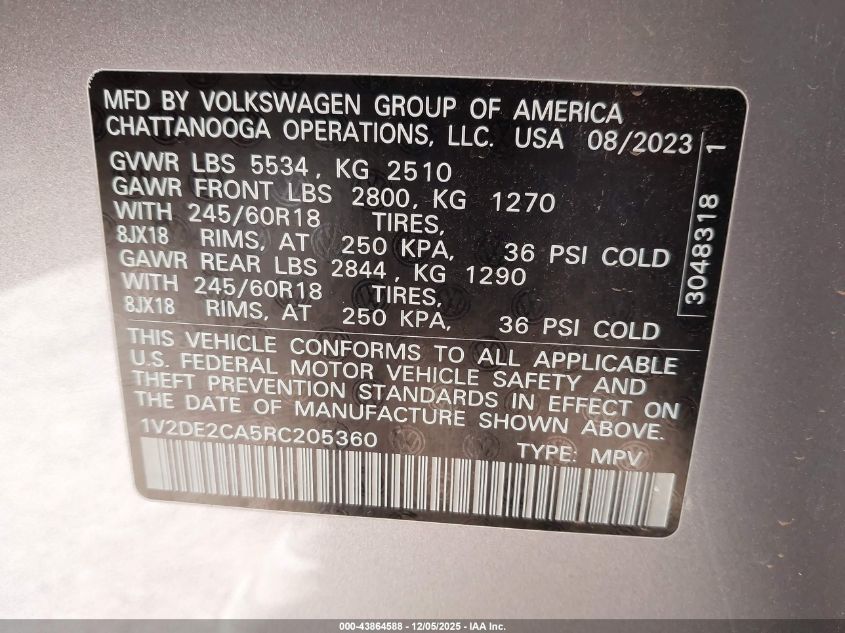 MFD BY VOLKSWAGEN GROUP OF AMERICA
CHATTANOOGA OPERATIONS, LLC. USA 08/2023
GVWR LBS 5534, KG 2510
GAWR FRONT LBS 2800, KG 1270
WITH 245/60R18 TIRES,
8JX18 RIMS, AT 250 KPA, 36 PSI COLD
GAWR REAR LBS 2844, KG 1290
WITH 245/60R18 TIRES,
8JX18 RIMS, AT 250 KPA, 36 PSI COLD
3048318 1
THIS VEHICLE CONFORMS TO ALL APPLICABLE
U.S. FEDERAL MOTOR VEHICLE SAFETY AND
THEFT PREVENTION STANDARDS IN EFFECT ON
THE DATE OF MANUFACTURE SHOWN ABOVE.
1V2DE2CA5RC205360 TYPE: MPV
000-43864588 - 12/05/2025 - IAA Inc.